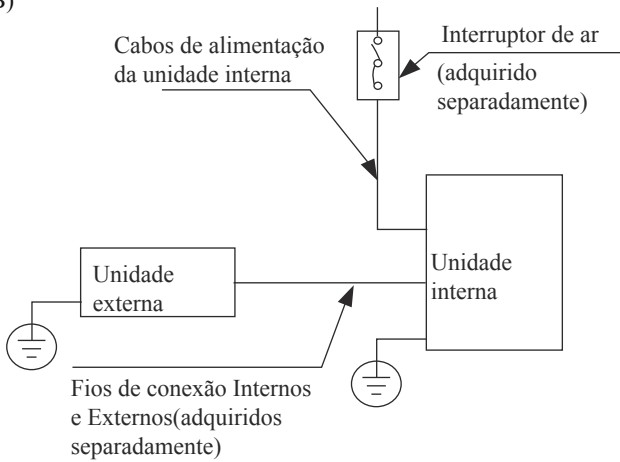 Cabos de alimentação
da unidade interna
Interruptor de ar
(adquirido
separadamente)
Unidade
externa
Unidade
interna
Fios de conexão Internos
e Externos(adquiridos
separadamente)